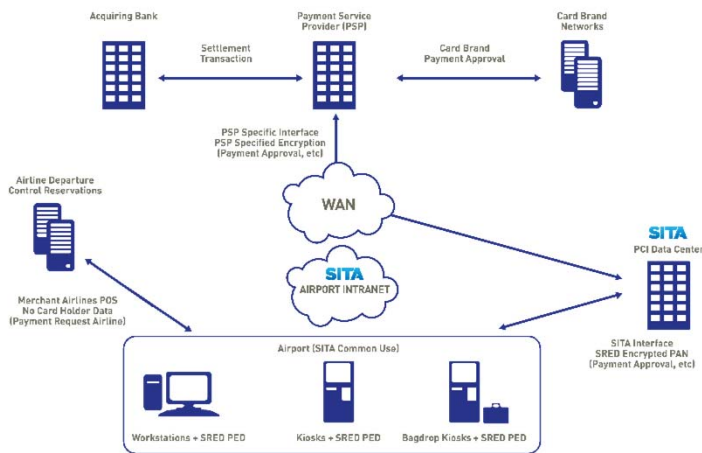 Acquiring Bank
Payment Service
Provider (PSP)
Card Brand
Networks
Settlement
Transaction
Card Brand
Payment Approval
PSP Specific Interface
PSP Specified Encryption
(Payment Approval, etc)
WAN
Airline Departure
Control Reservations
SITA
PCI Data Center
SITA
AIRPORT INTRANET
Merchant Airlines POS
No Card Holder Data
(Payment Request Airline)
SITA Interface
SRED Encrypted PAN
(Payment Approval, etc)
Airport (SITA Common Use)
Workstations + SRED PED
Kiosks + SRED PED
Bagdrop Kiosks + SRED PED